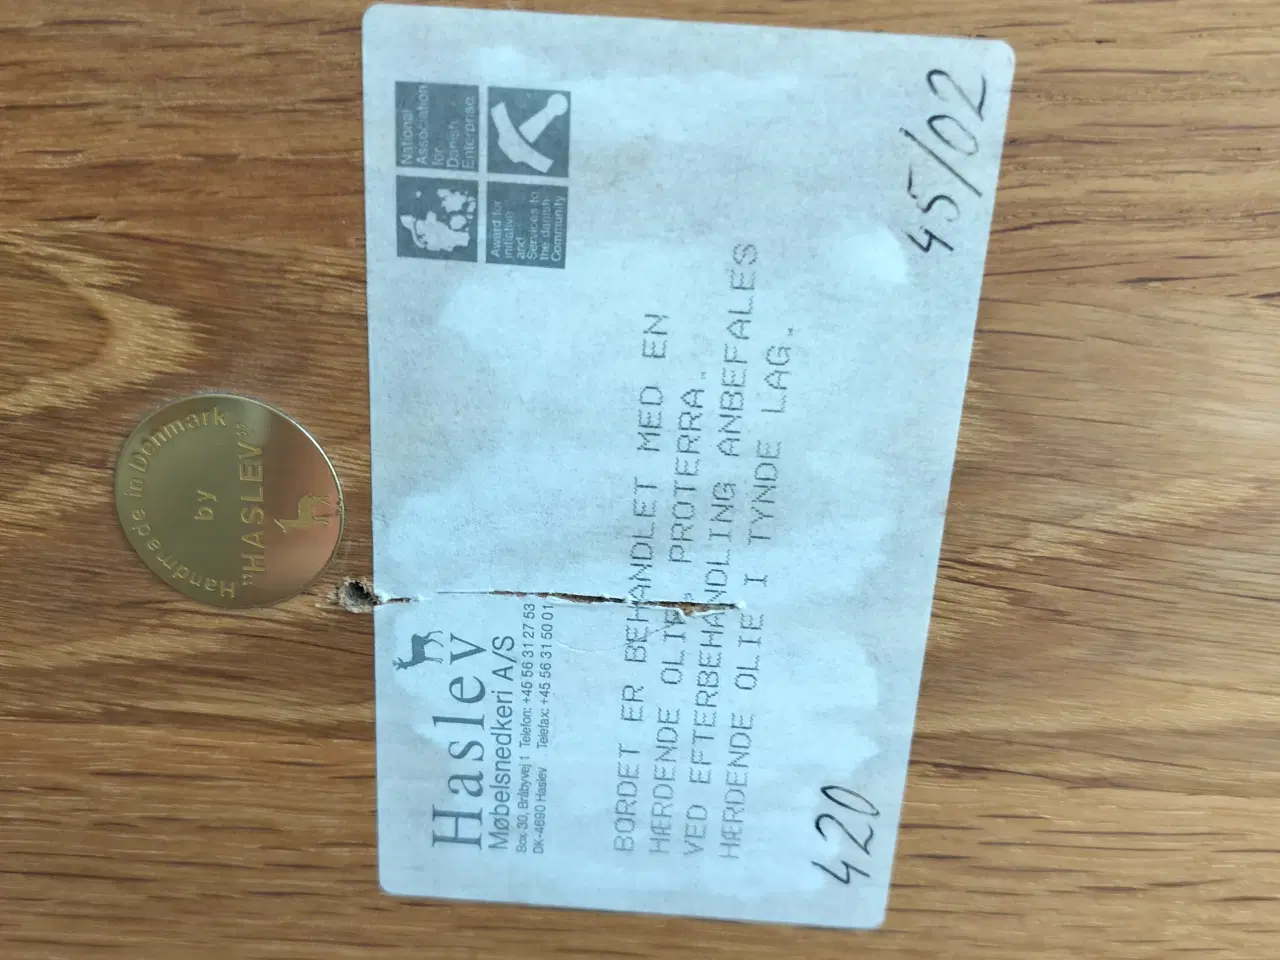 Handmade in Denmark
by
"HASLEV"
Haslev
Møbelsnedkeri A/S
Box-30, Bråbyvej 1 Telefon: +45 56 31 27 53
DK-4690 Haslev Telefax: +45 56 31 50 01
National
Association
for
Danish
Enterprise
Award for
initiative
and
Services to
the danish
Community
BORDET ER BEHANDLET MED EN
HÆRDENDE OLIE " PROTERRA.
VED EFTERBEHANDLING ANBEFALES
HÆRDENDE OLIE I TYNDE LAG.
420
45/02